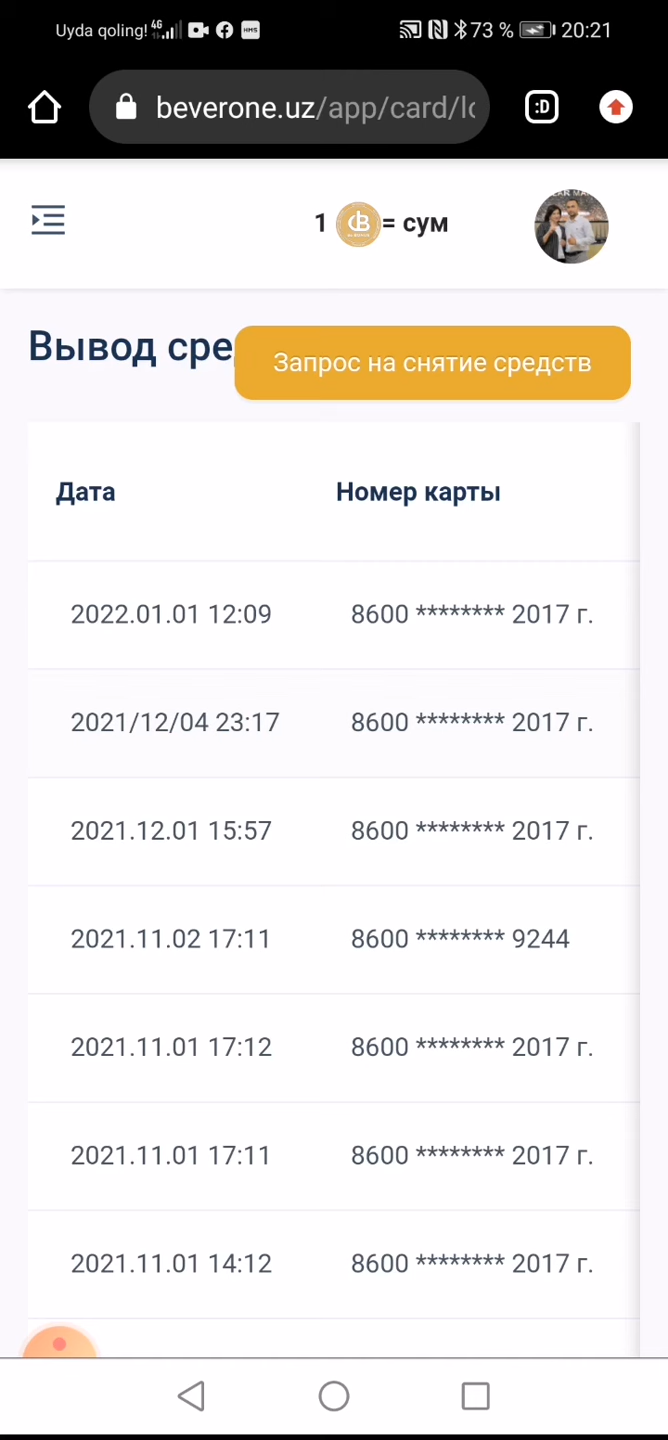 Uyda qoling! 4G 73 % 20:21
beverone.uz/app/card/lo
:D
1 = сум
Вывод сре
Запрос на снятие средств
Дата Номер карты
2022.01.01 12:09 8600 ******** 2017 г.
2021/12/04 23:17 8600 ******** 2017 г.
2021.12.01 15:57 8600 ******** 2017 г.
2021.11.02 17:11 8600 ******** 9244
2021.11.01 17:12 8600 ******** 2017 г.
2021.11.01 17:11 8600 ******** 2017 г.
2021.11.01 14:12 8600 ******** 2017 г.